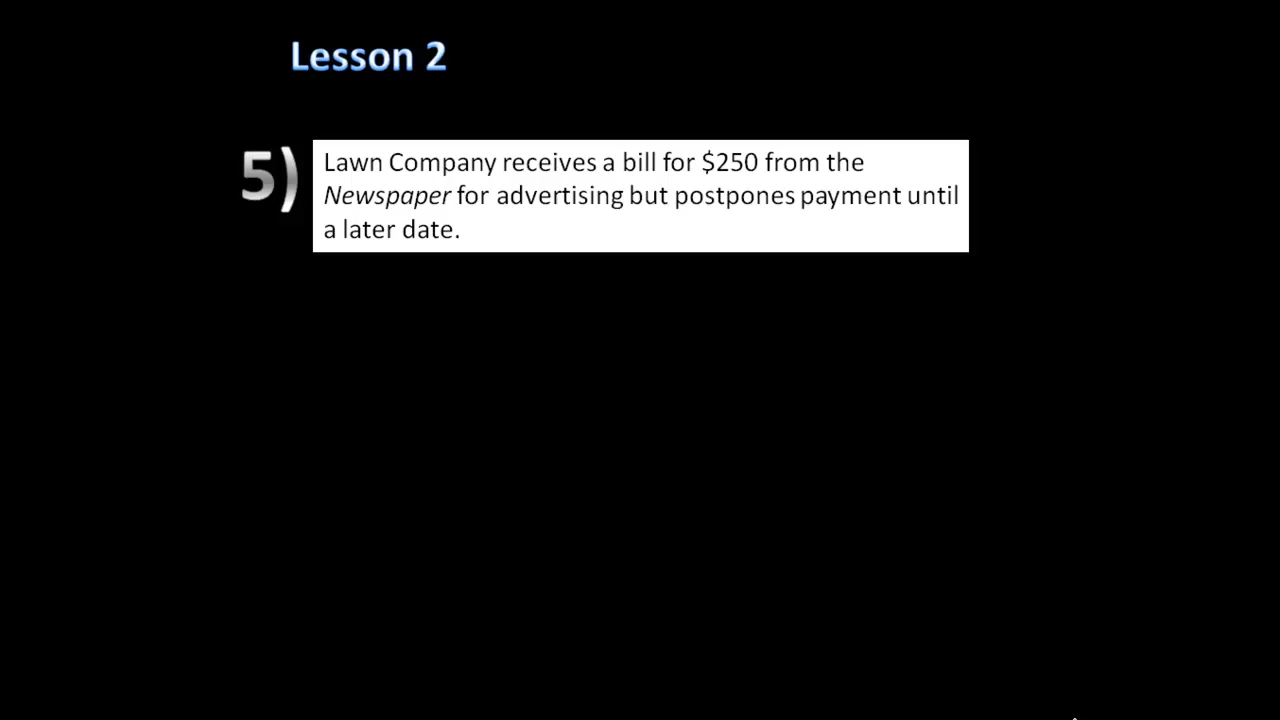 Lesson 2
5)
Lawn Company receives a bill for $250 from the
Newspaper for advertising but postpones payment until
a later date.